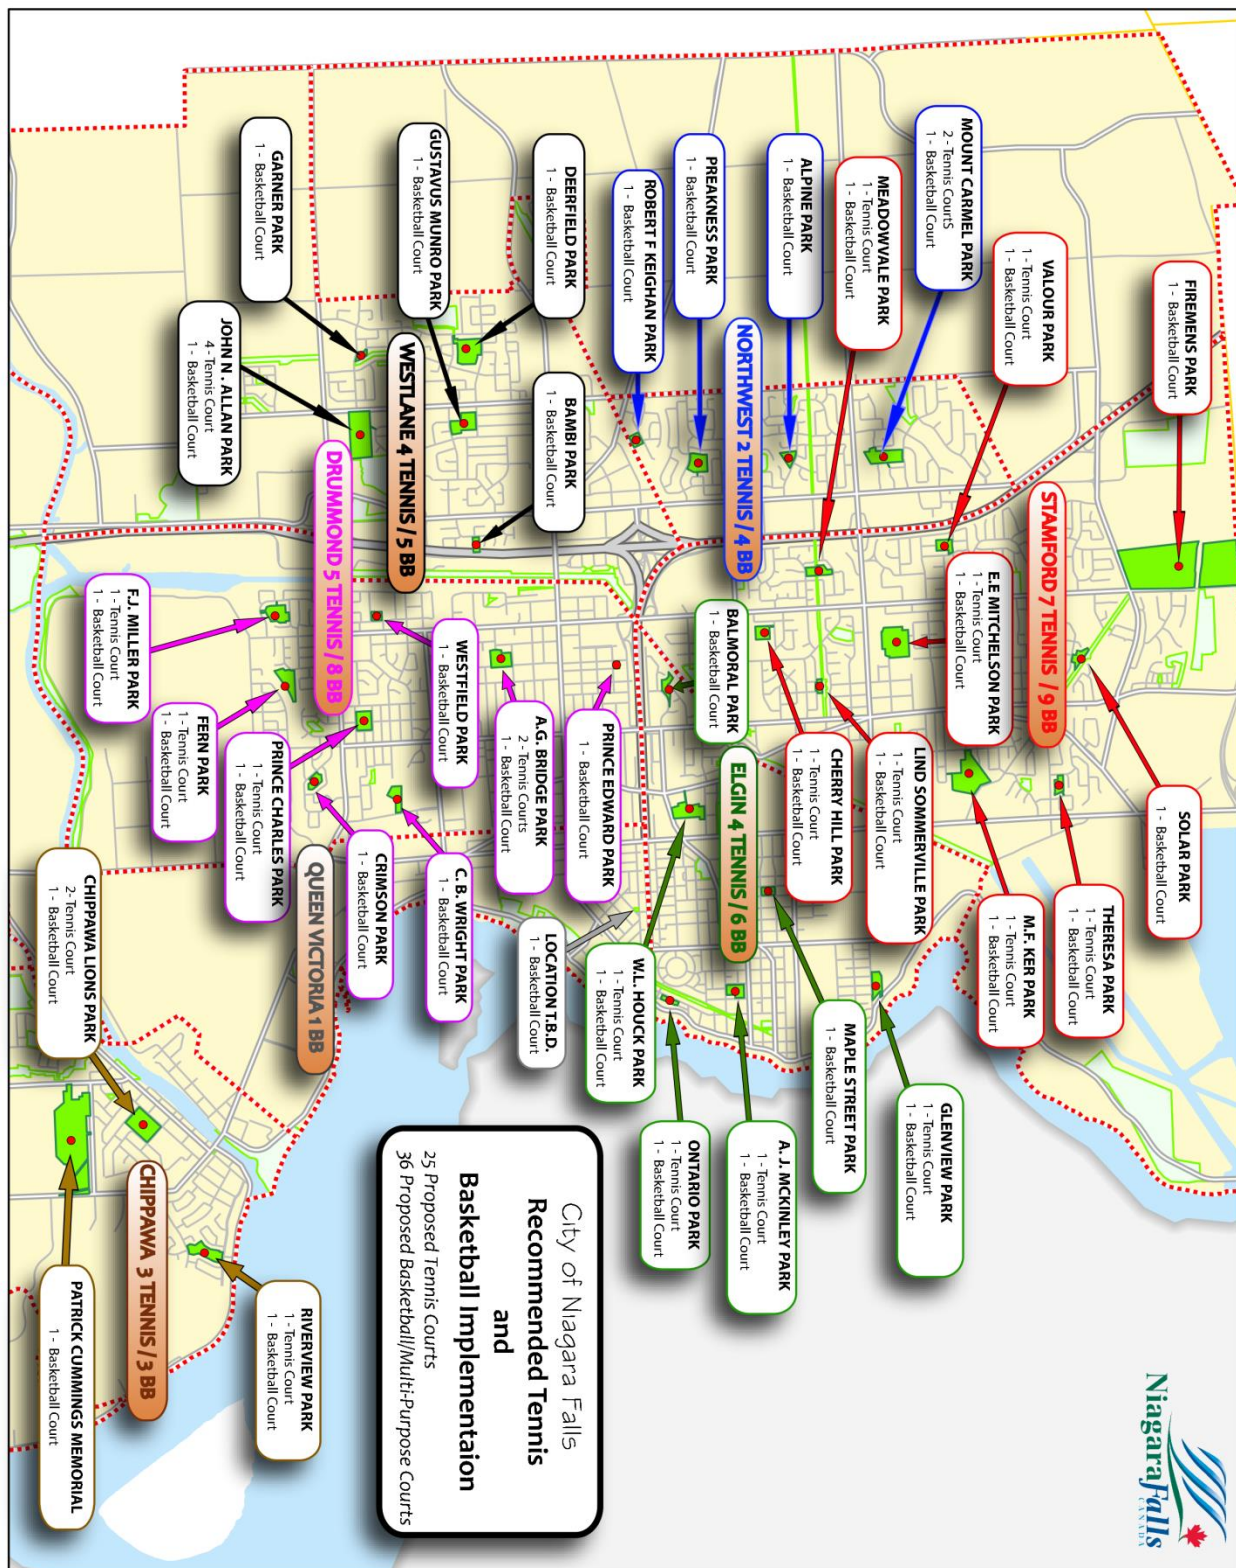 FIREMENS PARK
1 - Basketball Court
VALOUR PARK
1 - Tennis Court
1 - Basketball Court
MOUNT CARMEL PARK
2 - Tennis CourtS
1 - Basketball Court
MEADOWVALE PARK
1 - Tennis Court
1 - Basketball Court
ALPINE PARK
1 - Basketball Court
PREAKNESS PARK
1 - Basketball Court
ROBERT F KEIGHAN PARK
1 - Basketball Court
DEERFIELD PARK
1 - Basketball Court
GUSTAVUS MUNRO PARK
1 - Basketball Court
GARNER PARK
1 - Basketball Court
JOHN N . ALLAN PARK
4 - Tennis Court
1 - Basketball Court
BAMBI PARK
1 - Basketball Court
NORTHWEST 2 TENNIS / 4 BB
WESTLANE 4 TENNIS / 5 BB
DRUMMOND 5 TENNIS / 8 BB
STAMFORD 7 TENNIS / 9 BB
E.E MITCHELSON PARK
1 - Tennis Court
1 - Basketball Court
BALMORAL PARK
1 - Basketball Court
WESTFIELD PARK
1 - Basketball Court
F.J. MILLER PARK
1 - Tennis Court
1 - Basketball Court
FERN PARK
1 - Tennis Court
1 - Basketball Court
PRINCE CHARLES PARK
1 - Tennis Court
1 - Basketball Court
A.G. BRIDGE PARK
2 - Tennis Courts
1 - Basketball Court
PRINCE EDWARD PARK
1 - Basketball Court
CHERRY HILL PARK
1 - Tennis Court
1 - Basketball Court
LIND SOMMERVILLE PARK
1 - Tennis Court
1 - Basketball Court
SOLAR PARK
1 - Basketball Court
THERESA PARK
1 - Tennis Court
1 - Basketball Court
M.F. KER PARK
1 - Tennis Court
1 - Basketball Court
ELGIN 4 TENNIS / 6 BB
CRIMSON PARK
1 - Basketball Court
C.B. WRIGHT PARK
1 - Basketball Court
QUEEN VICTORIA 1 BB
LOCATION T.B.D.
1 - Basketball Court
W.L. HOUCK PARK
1 - Tennis Court
1 - Basketball Court
MAPLE STREET PARK
1 - Basketball Court
GLENVIEW PARK
1 - Tennis Court
1 - Basketball Court
A. J. MCKINLEY PARK
1 - Tennis Court
1 - Basketball Court
ONTARIO PARK
1 - Tennis Court
1 - Basketball Court
CHIPPAWA LIONS PARK
2 - Tennis Court
1 - Basketball Court
CHIPPAWA 3 TENNIS / 3 BB
RIVERVIEW PARK
1 - Tennis Court
1 - Basketball Court
PATRICK CUMMINGS MEMORIAL
1 - Basketball Court
City of Niagara Falls
Recommended Tennis
and
Basketball Implementaion
25 Proposed Tennis Courts
36 Proposed Basketball/Multi-Purpose Courts
NiagaraFalls
CANADA